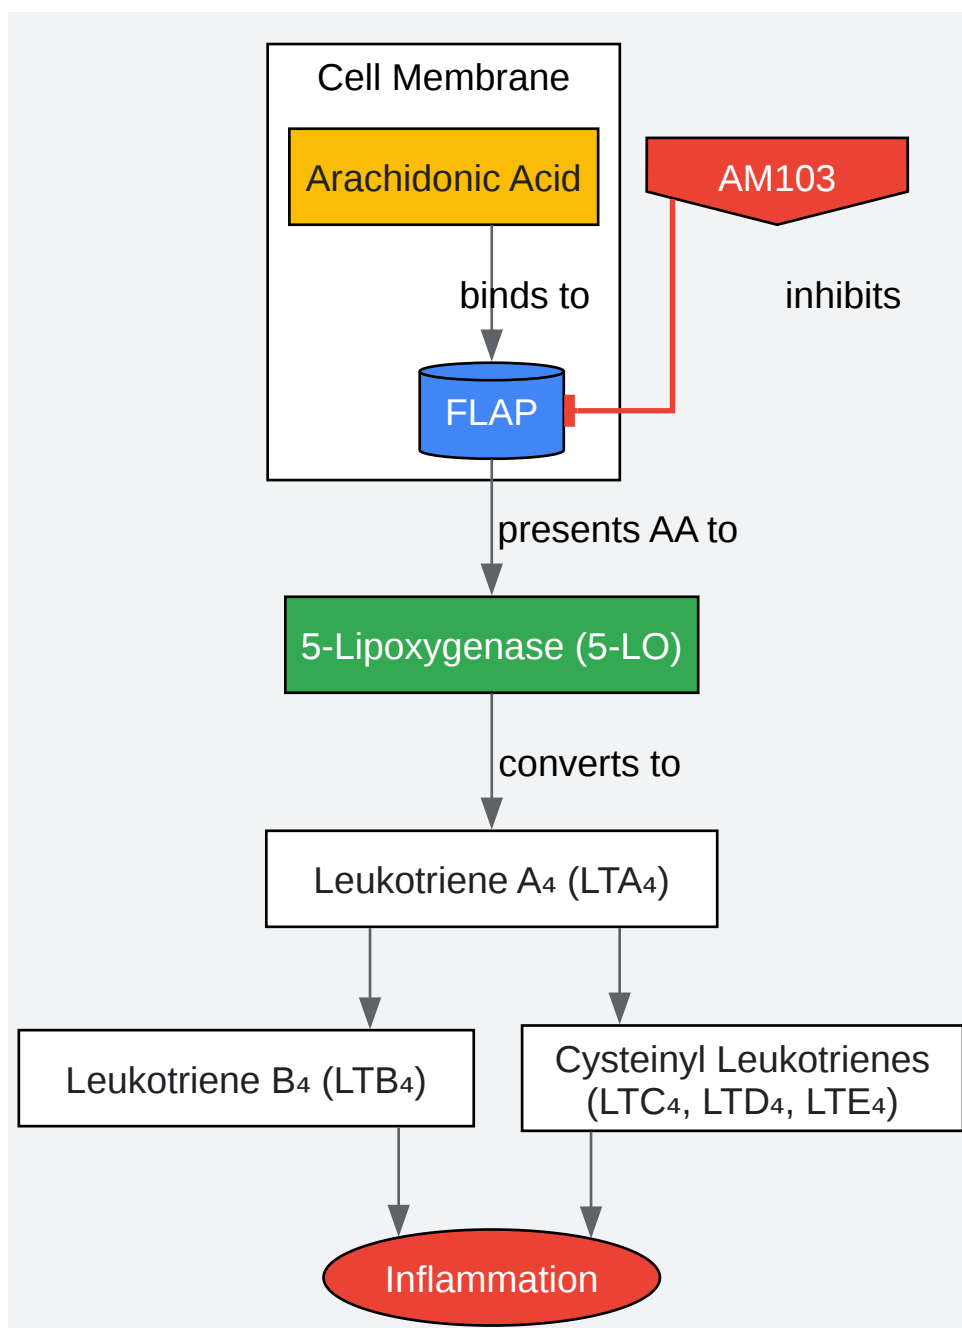 Cell Membrane
Arachidonic Acid
AM103
binds to
inhibits
FLAP
presents AA to
5-Lipoxygenase (5-LO)
converts to
Leukotriene A₄ (LTA₄)
Leukotriene B₄ (LTB₄)
Cysteinyl Leukotrienes
(LTC₄, LTD₄, LTE₄)
Inflammation